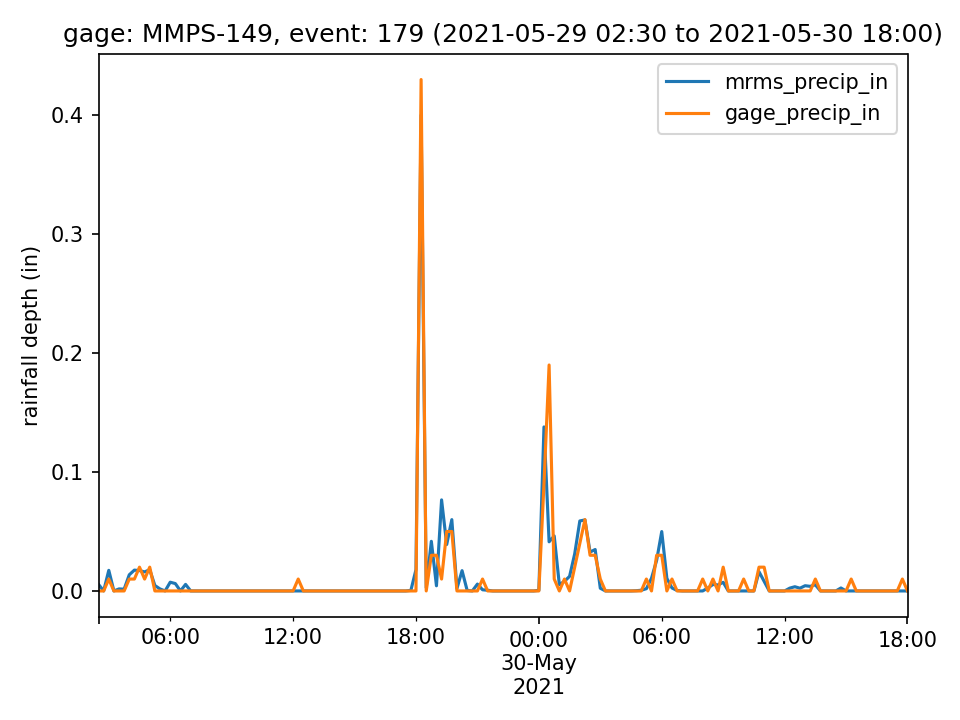 gage: MMPS-149, event: 179 (2021-05-29 02:30 to 2021-05-30 18:00)
mrms_precip_in
gage_precip_in
rainfall depth (in)
0.4
0.3
0.2
0.1
0.0
06:00
12:00
18:00
00:00
30-May
2021
06:00
12:00
18:00